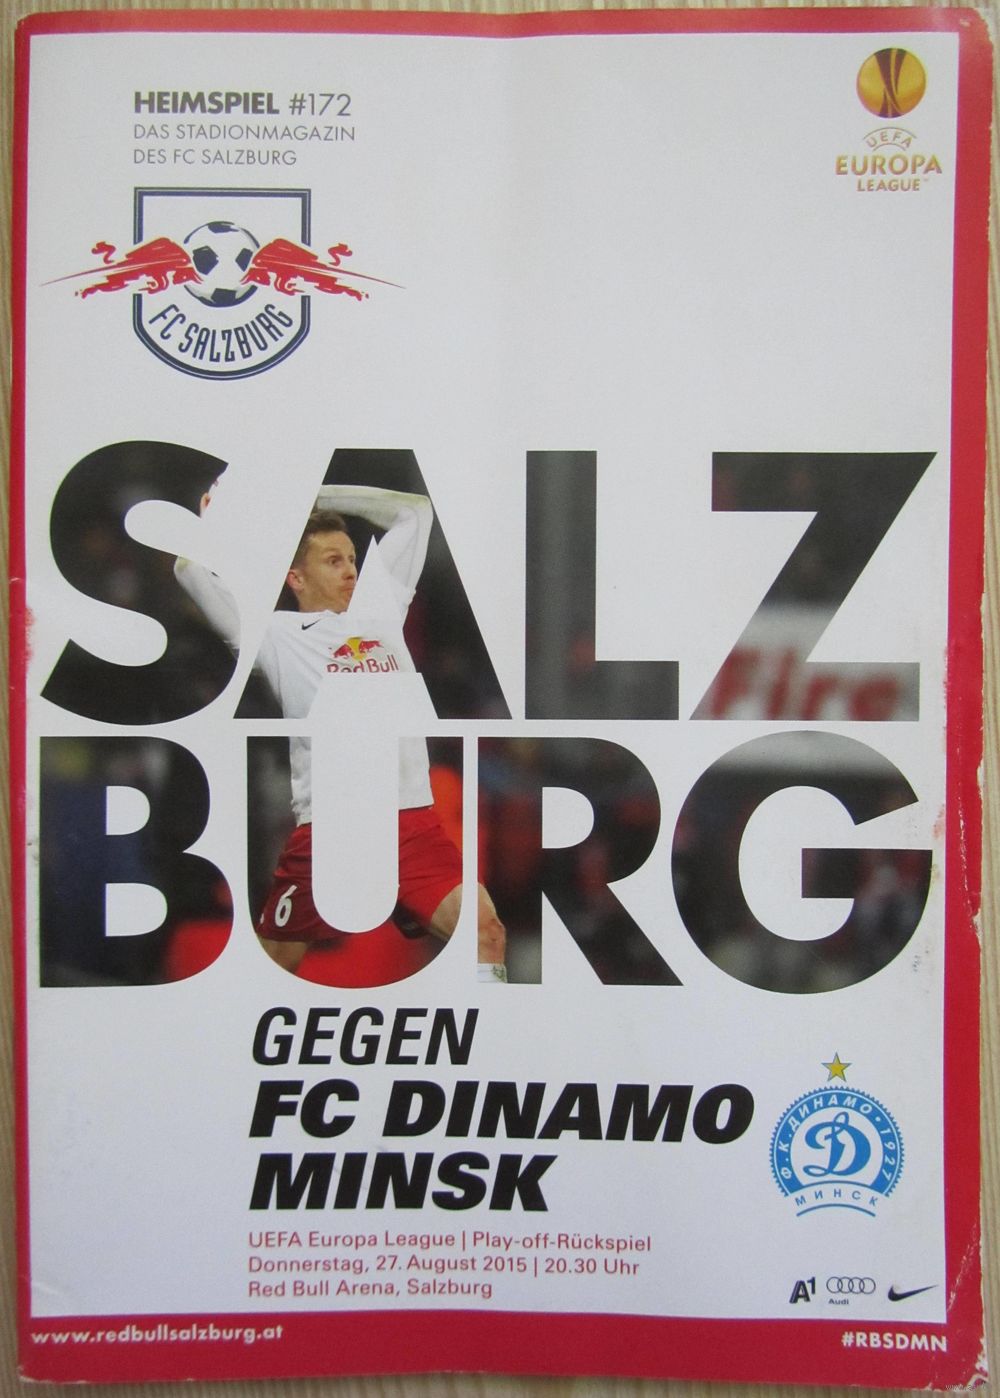 HEIMSPIEL #172
DAS STADIONMAGAZIN
DES FC SALZBURG
UEFA
EUROPA
LEAGUE™
FC SALZBURG
SALZ
BURG
Red Bull
Fire
6
GEGEN
FC DINAMO
MINSK
Ф.К. ДИНАМО • 1927
МИНСК
UEFA Europa League | Play-off-Rückspiel
Donnerstag, 27. August 2015 | 20.30 Uhr
Red Bull Arena, Salzburg
A1
Audi
www.redbullsalzburg.at
#RBSDMN